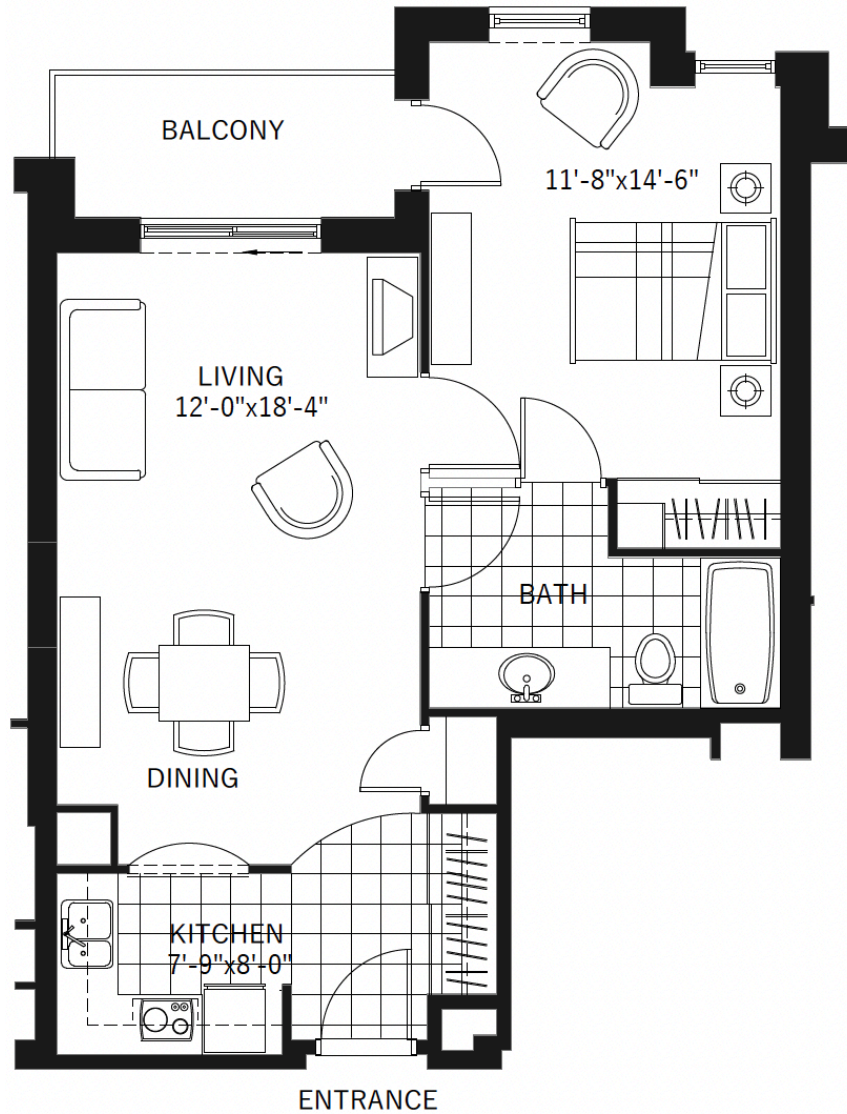 BALCONY
11'-8"x14'-6"
LIVING
12'-0"x18'-4"
BATH
DINING
KITCHEN
7'-9"x8'-0"
ENTRANCE